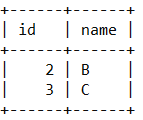 +------+------+
| id   | name |
+------+------+
|    2 | B    |
|    3 | C    |
+------+------+